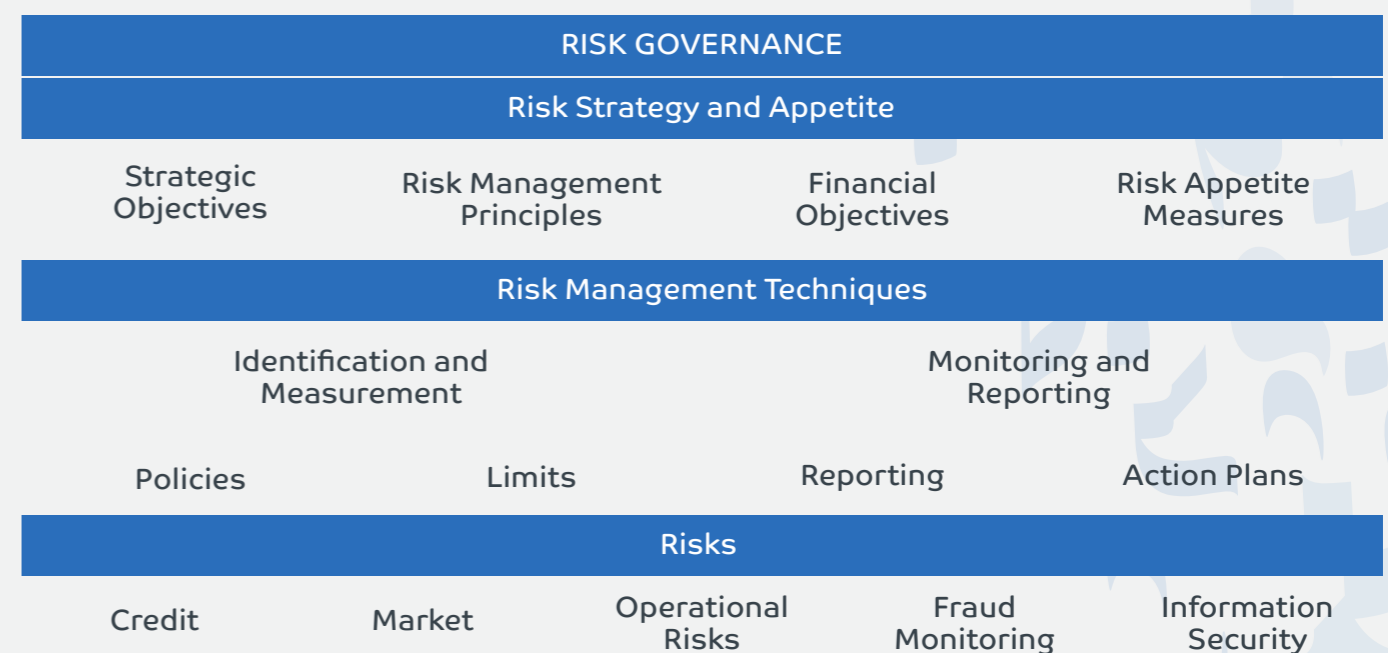 RISK GOVERNANCE
Risk Strategy and Appetite
Strategic
Objectives
Risk Management
Principles
Financial
Objectives
Risk Appetite
Measures
Risk Management Techniques
Identification and
Measurement
Monitoring and
Reporting
Policies
Limits
Reporting
Action Plans
Risks
Credit
Market
Operational
Risks
Fraud
Monitoring
Information
Security